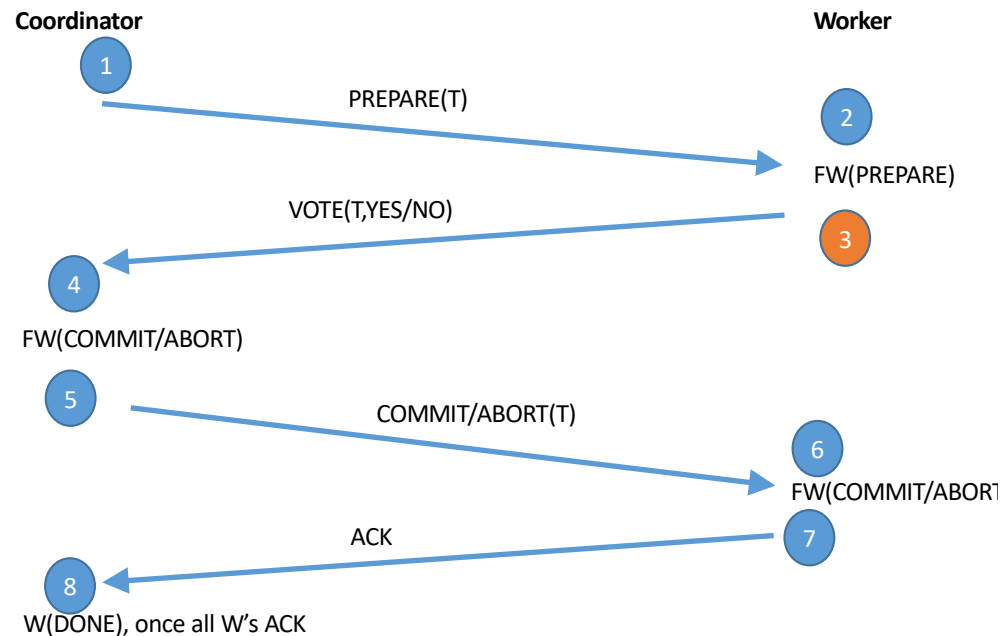 Coordinator
Worker
1
PREPARE(T)
2
FW(PREPARE)
VOTE(T,YES/NO)
3
4
FW(COMMIT/ABORT)
5
COMMIT/ABORT(T)
6
FW(COMMIT/ABORT
ACK
7
8
W(DONE), once all W's ACK